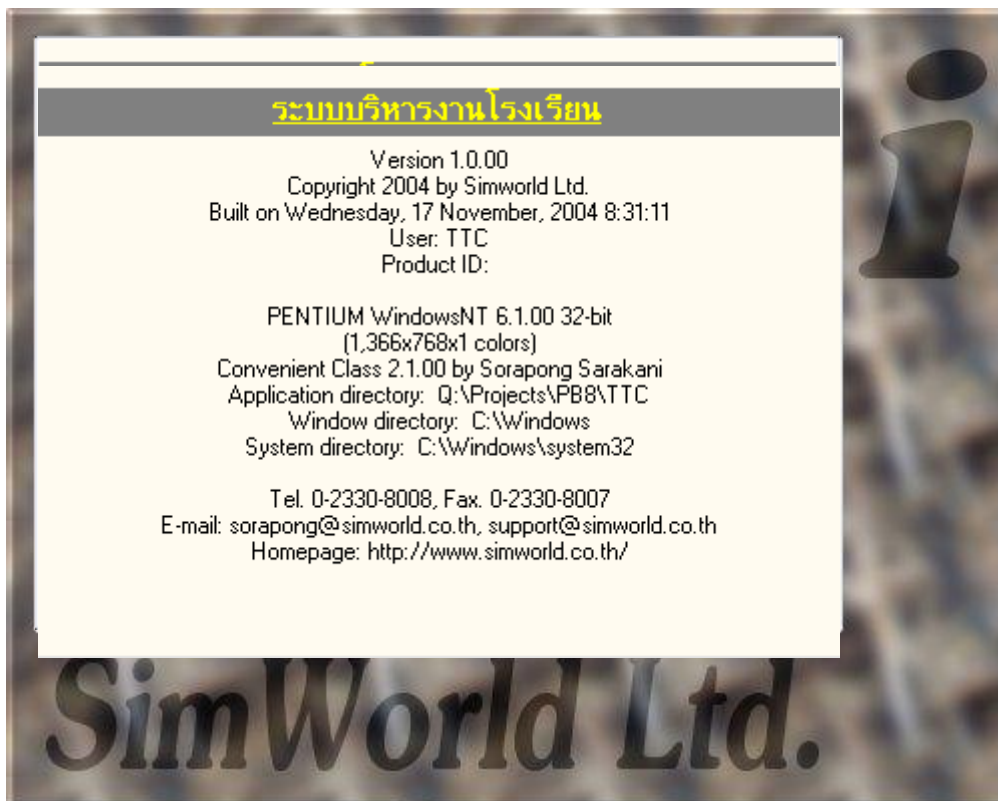 ระบบบริหารงานโรงเรียน
Version 1.0.00
Copyright 2004 by Simworld Ltd.
Built on Wednesday, 17 November, 2004 8:31:11
User: TTC
Product ID:
PENTIUM WindowsNT 6.1.00 32-bit
(1,366x768x1 colors)
Convenient Class 2.1.00 by Sorapong Sarakani
Application directory: Q:\Projects\PB8\TTC
Window directory: C:\Windows
System directory: C:\Windows\system32
Tel. 0-2330-8008, Fax. 0-2330-8007
E-mail: sorapong@simworld.co.th, support@simworld.co.th
Homepage: http://www.simworld.co.th/
i
SimWorld Ltd.